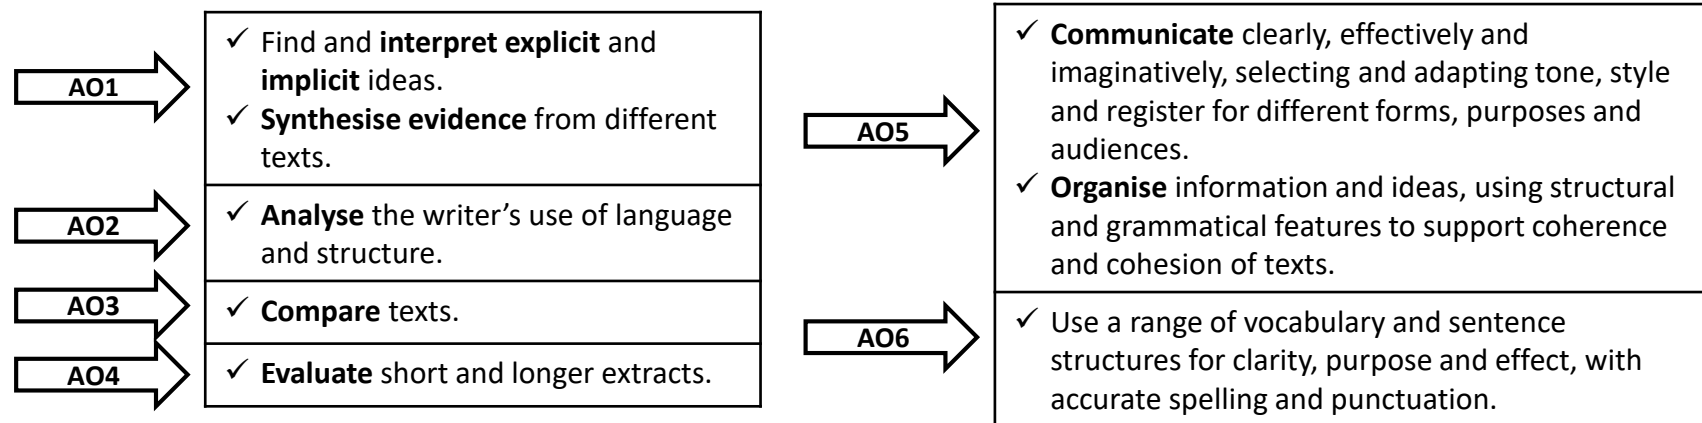 AO1
✓ Find and interpret explicit and
implicit ideas.
✓ Synthesise evidence from different
texts.
AO2
✓ Analyse the writer’s use of language
and structure.
AO3
✓ Compare texts.
AO4
✓ Evaluate short and longer extracts.
AO5
✓ Communicate clearly, effectively and
imaginatively, selecting and adapting tone, style
and register for different forms, purposes and
audiences.
✓ Organise information and ideas, using structural
and grammatical features to support coherence
and cohesion of texts.
AO6
✓ Use a range of vocabulary and sentence
structures for clarity, purpose and effect, with
accurate spelling and punctuation.